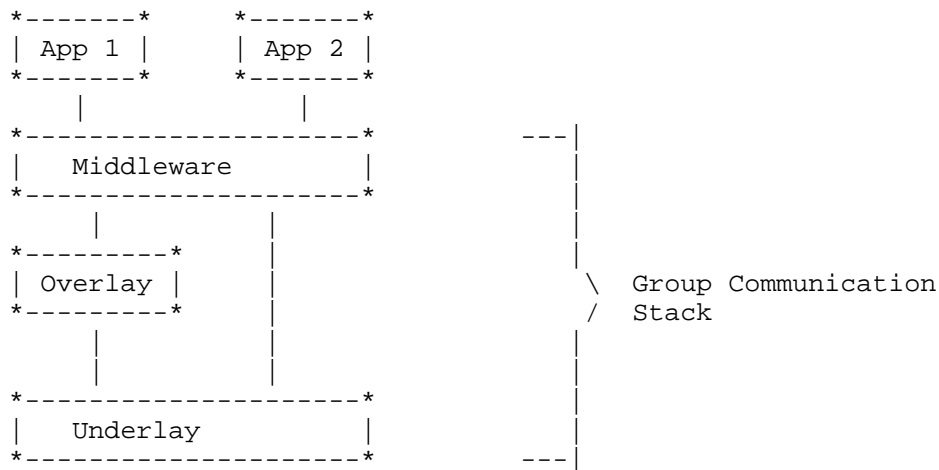 App 1 App 2
Middleware
Overlay Group Communication
Stack
Underlay